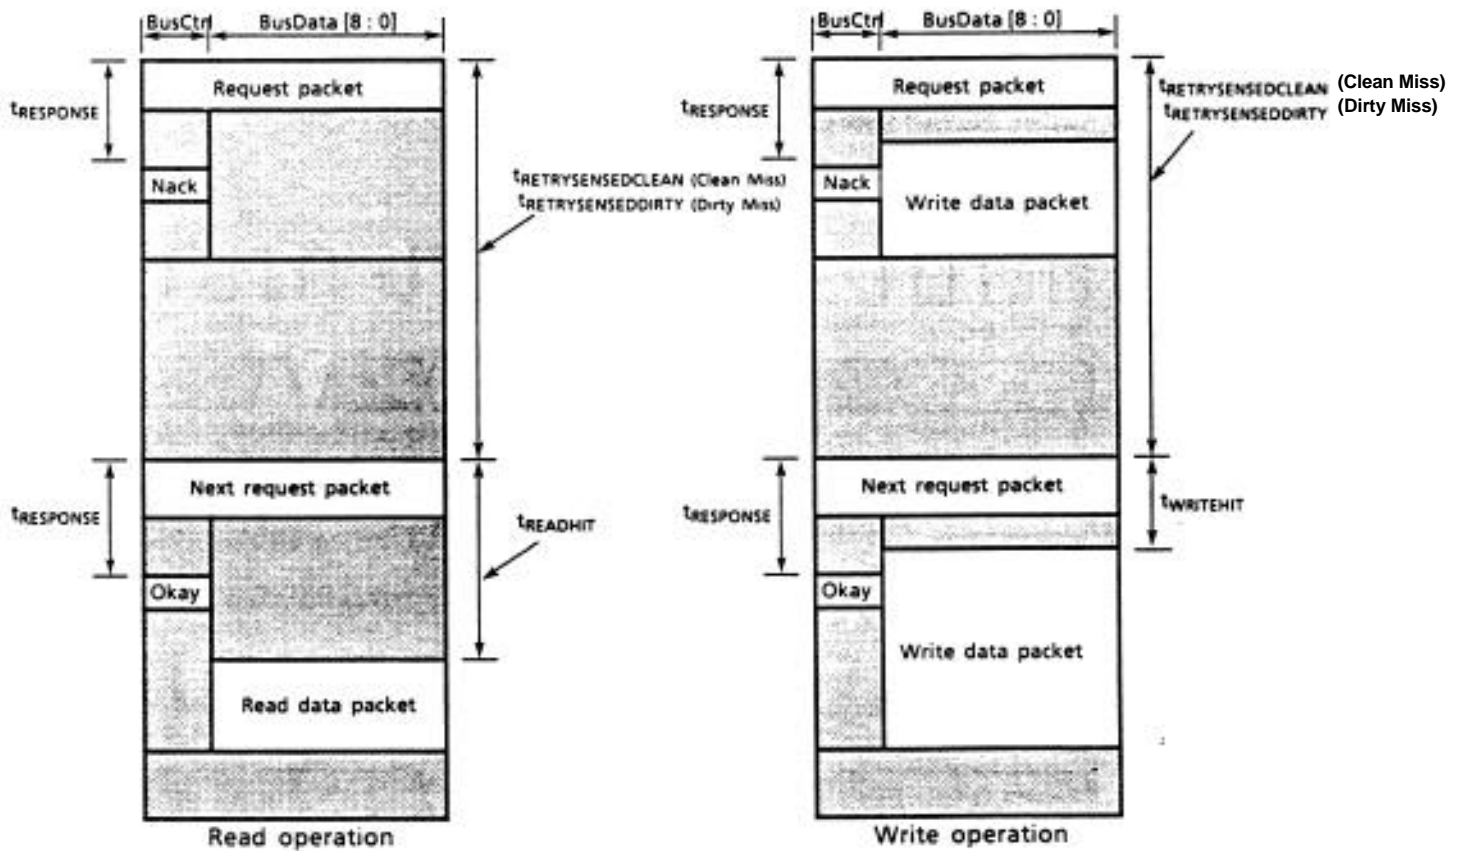 BusCtrl BusData [8 : 0]
Request packet
tRESPONSE
Nack
tRETRYSENSEDCLEAN (Clean Miss)
tRETRYSENSEDDIRTY (Dirty Miss)
Next request packet
tRESPONSE
tREADHIT
Okay
Read data packet
Read operation
BusCtrl BusData [8 : 0]
Request packet
tRETRYSENSEDCLEAN (Clean Miss)
tRETRYSENSEDDIRTY (Dirty Miss)
tRESPONSE
Nack
Write data packet
Next request packet
tRESPONSE
tWRITEHIT
Okay
Write data packet
Write operation